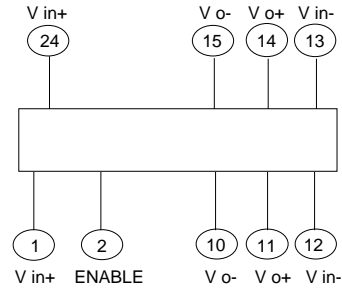 V in+ V o- V o+ V in-
24 15 14 13
1 2 10 11 12
V in+ ENABLE V o- V o+ V in-